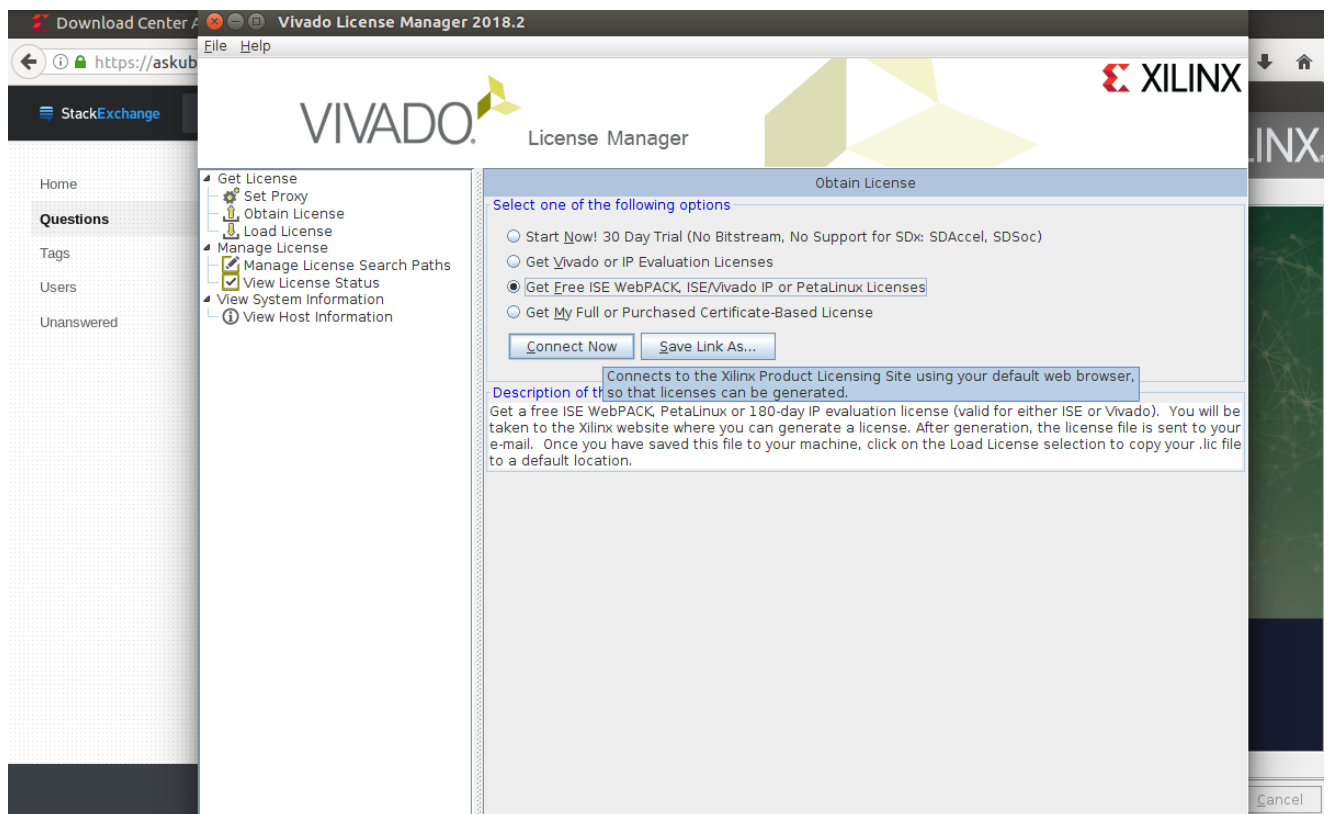 Download Center A
Vivado License Manager 2018.2
https://askub
File Help
XILINX
StackExchange
VIVADO.
License Manager
INX
Home
Questions
Tags
Users
Unanswered
Get License
Set Proxy
Obtain License
Load License
Manage License
Manage License Search Paths
View License Status
View System Information
View Host Information
Obtain License
Select one of the following options
Start Now! 30 Day Trial (No Bitstream, No Support for SDx: SDAccel, SDSoc)
Get Vivado or IP Evaluation Licenses
Get Free ISE WebPACK, ISE/Vivado IP or PetaLinux Licenses
Get My Full or Purchased Certificate-Based License
Connect Now Save Link As...
Connects to the Xilinx Product Licensing Site using your default web browser,
so that licenses can be generated.
Description of th
Get a free ISE WebPACK, PetaLinux or 180-day IP evaluation license (valid for either ISE or Vivado). You will be
taken to the Xilinx website where you can generate a license. After generation, the license file is sent to your
e-mail. Once you have saved this file to your machine, click on the Load License selection to copy your .lic file
to a default location.
Cancel